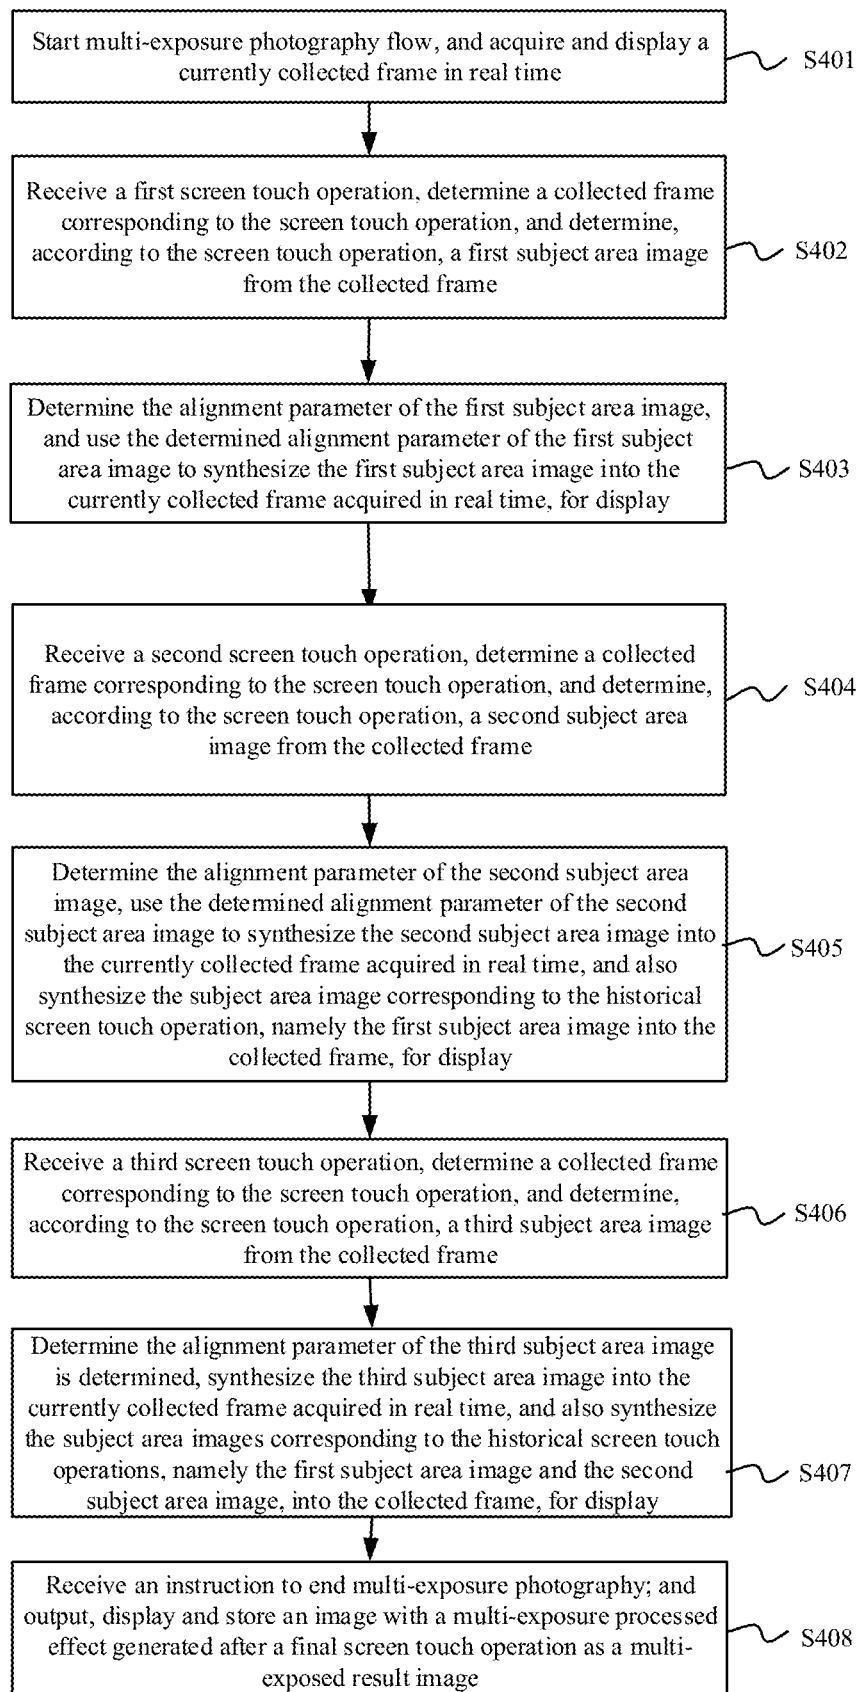 Start multi-exposure photography flow, and acquire and display a
currently collected frame in real time
S401
Receive a first screen touch operation, determine a collected frame
corresponding to the screen touch operation, and determine,
according to the screen touch operation, a first subject area image
from the collected frame
S402
Determine the alignment parameter of the first subject area image,
and use the determined alignment parameter of the first subject
area image to synthesize the first subject area image into the
currently collected frame acquired in real time, for display
S403
Receive a second screen touch operation, determine a collected
frame corresponding to the screen touch operation, and determine,
according to the screen touch operation, a second subject area
image from the collected frame
S404
Determine the alignment parameter of the second subject area
image, use the determined alignment parameter of the second
subject area image to synthesize the second subject area image into
the currently collected frame acquired in real time, and also
synthesize the subject area image corresponding to the historical
screen touch operation, namely the first subject area image into the
collected frame, for display
S405
Receive a third screen touch operation, determine a collected frame
corresponding to the screen touch operation, and determine,
according to the screen touch operation, a third subject area image
from the collected frame
S406
Determine the alignment parameter of the third subject area image
is determined, synthesize the third subject area image into the
currently collected frame acquired in real time, and also synthesize
the subject area images corresponding to the historical screen touch
operations, namely the first subject area image and the second
subject area image, into the collected frame, for display
S407
Receive an instruction to end multi-exposure photography; and
output, display and store an image with a multi-exposure processed
effect generated after a final screen touch operation as a multi-
exposed result image
S408